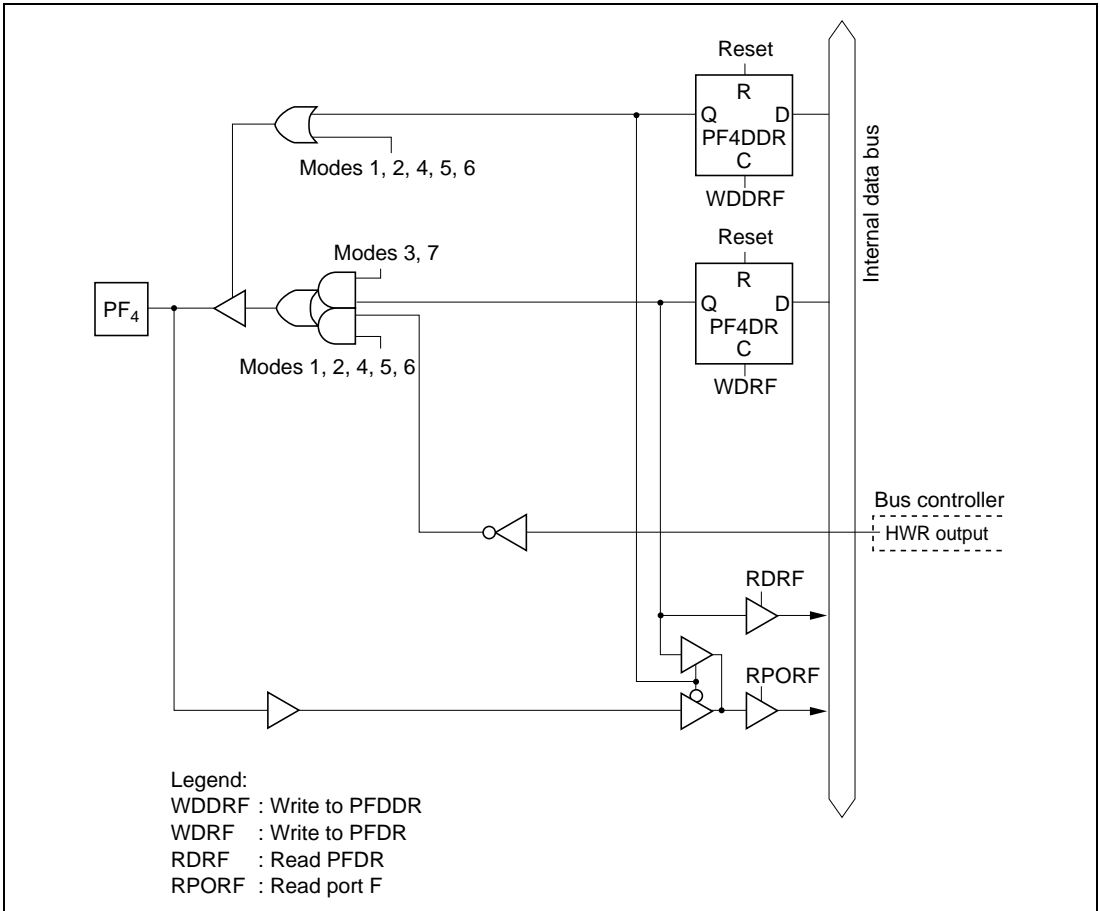 Reset
R
Q D
PF4DDR
C
WDDRF
Modes 1, 2, 4, 5, 6
Internal data bus
Reset
R
Q D
PF4DR
C
WDRF
Modes 3, 7
PF4
Modes 1, 2, 4, 5, 6
Bus controller
HWR output
RDRF
RPORF
Legend:
WDDRF : Write to PFDDR
WDRF : Write to PFDR
RDRF : Read PFDR
RPORF : Read port F